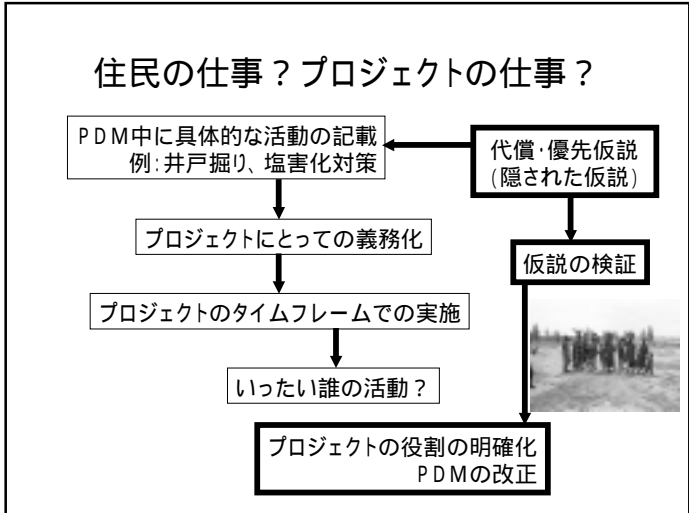 住民の仕事？プロジェクトの仕事？
ＰＤＭ中に具体的な活動の記載
例：井戸掘り、塩害化対策
代償・優先仮説
（隠された仮説）
プロジェクトにとっての義務化
仮説の検証
プロジェクトのタイムフレームでの実施
いったい誰の活動？
プロジェクトの役割の明確化
ＰＤＭの改正